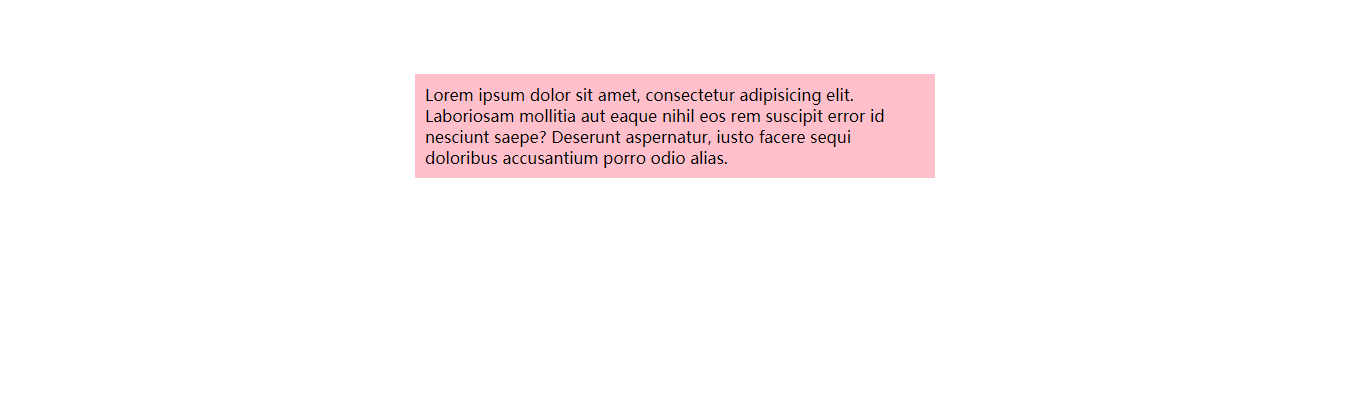 Lorem ipsum dolor sit amet, consectetur adipisicing elit.
Laboriosam mollitia aut eaque nihil eos rem suscipit error id
nesciunt saepe? Deserunt aspernatur, iusto facere sequi
doloribus accusantium porro odio alias.